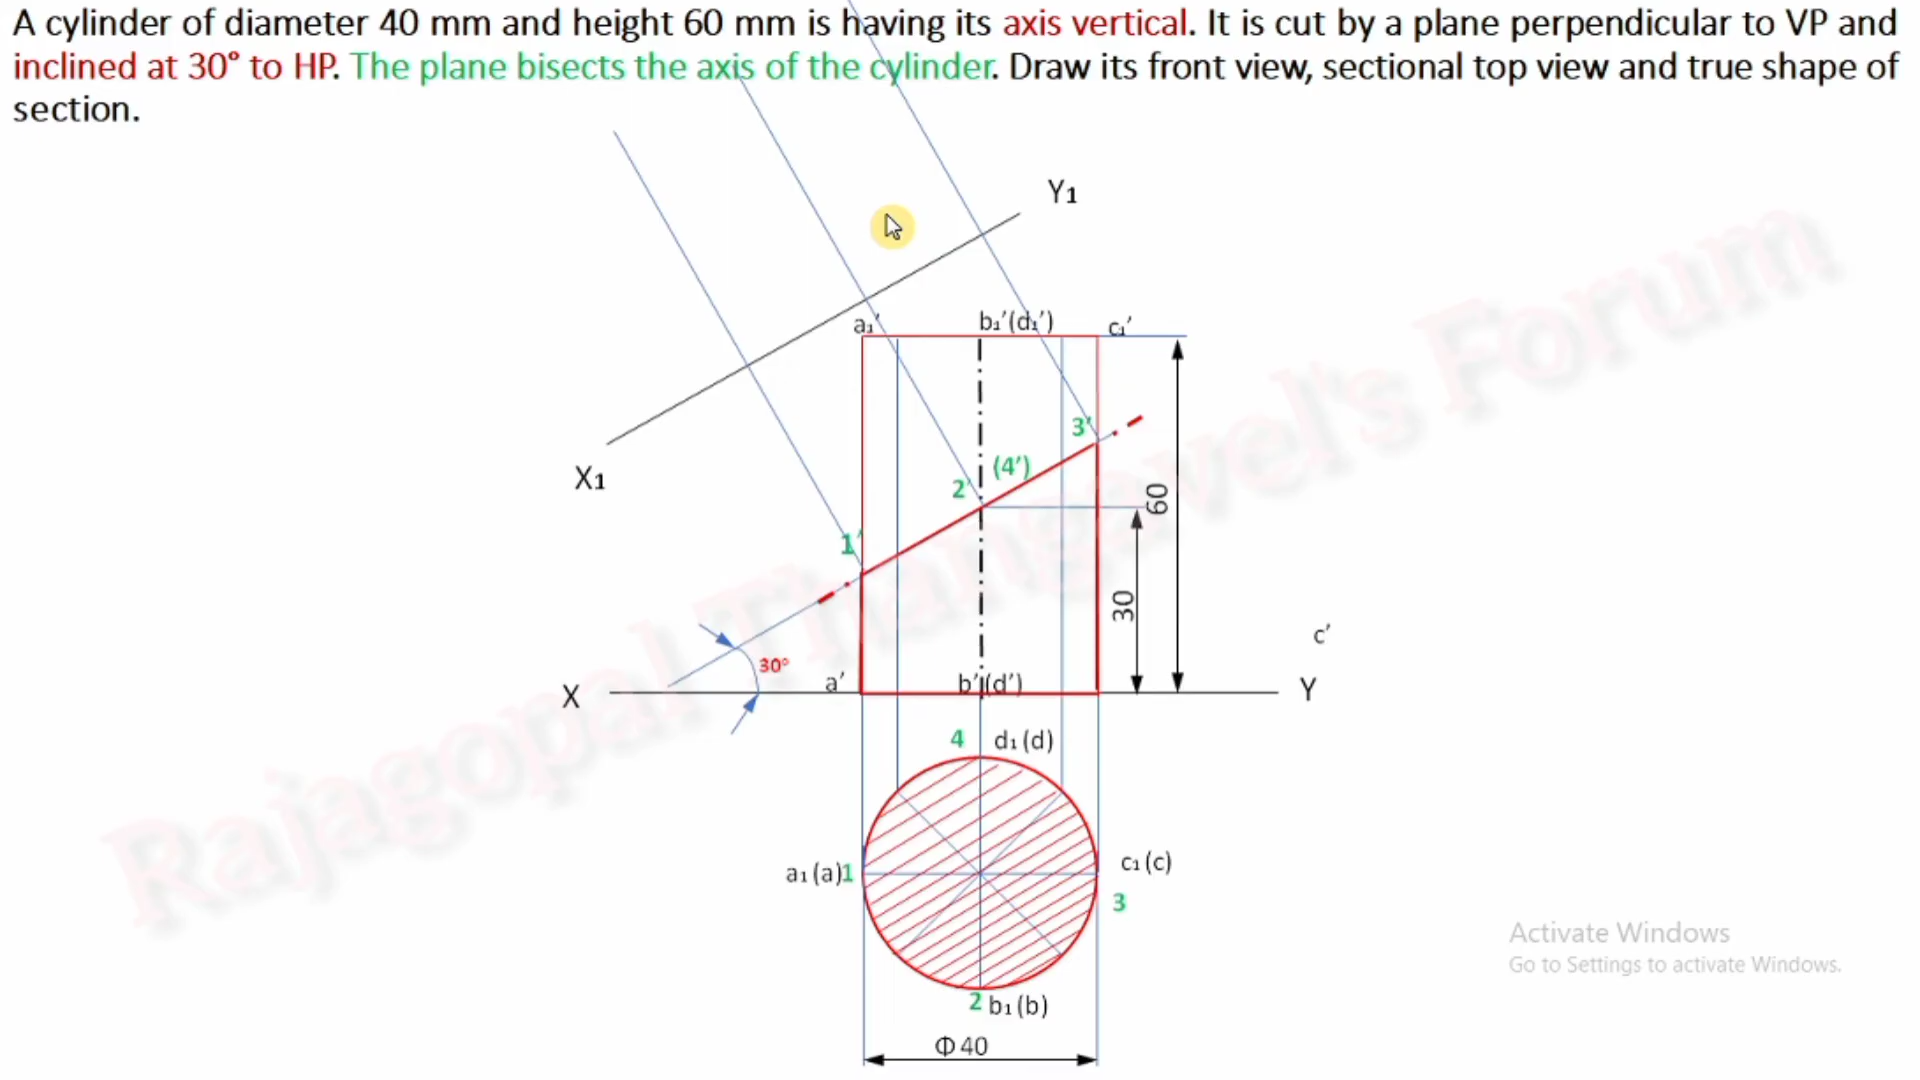 A cylinder of diameter 40 mm and height 60 mm is having its axis vertical. It is cut by a plane perpendicular to VP and
inclined at 30° to HP. The plane bisects the axis of the cylinder. Draw its front view, sectional top view and true shape of
section.
Y₁
a₁′ b₁′(d₁′) c₁′
3′
(4′)
X₁
2′
60
1′
30
c′
30°
a′ b′(d′)
X Y
4 d₁(d)
a₁(a)1 c₁(c)
3
2 b₁(b)
Φ40
Rajagopal Thangavel's Forum
Activate Windows
Go to Settings to activate Windows.